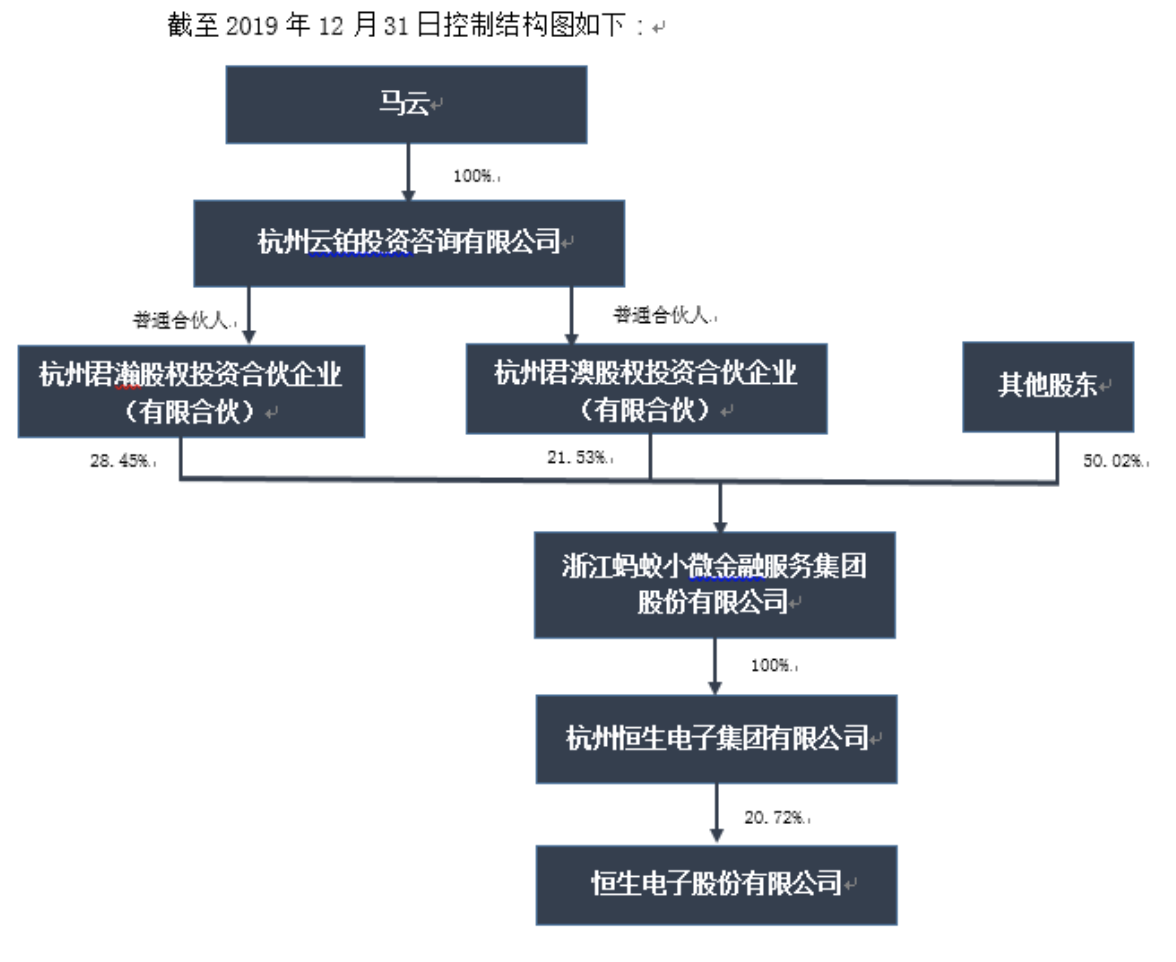 截至 2019 年 12 月 31 日控制结构图如下：
马云
100%
杭州云铂投资咨询有限公司
普通合伙人
普通合伙人
杭州君瀚股权投资合伙企业
（有限合伙）
杭州君澳股权投资合伙企业
（有限合伙）
其他股东
28.45%
21.53%
50.02%
浙江蚂蚁小微金融服务集团
股份有限公司
100%
杭州恒生电子集团有限公司
20.72%
恒生电子股份有限公司